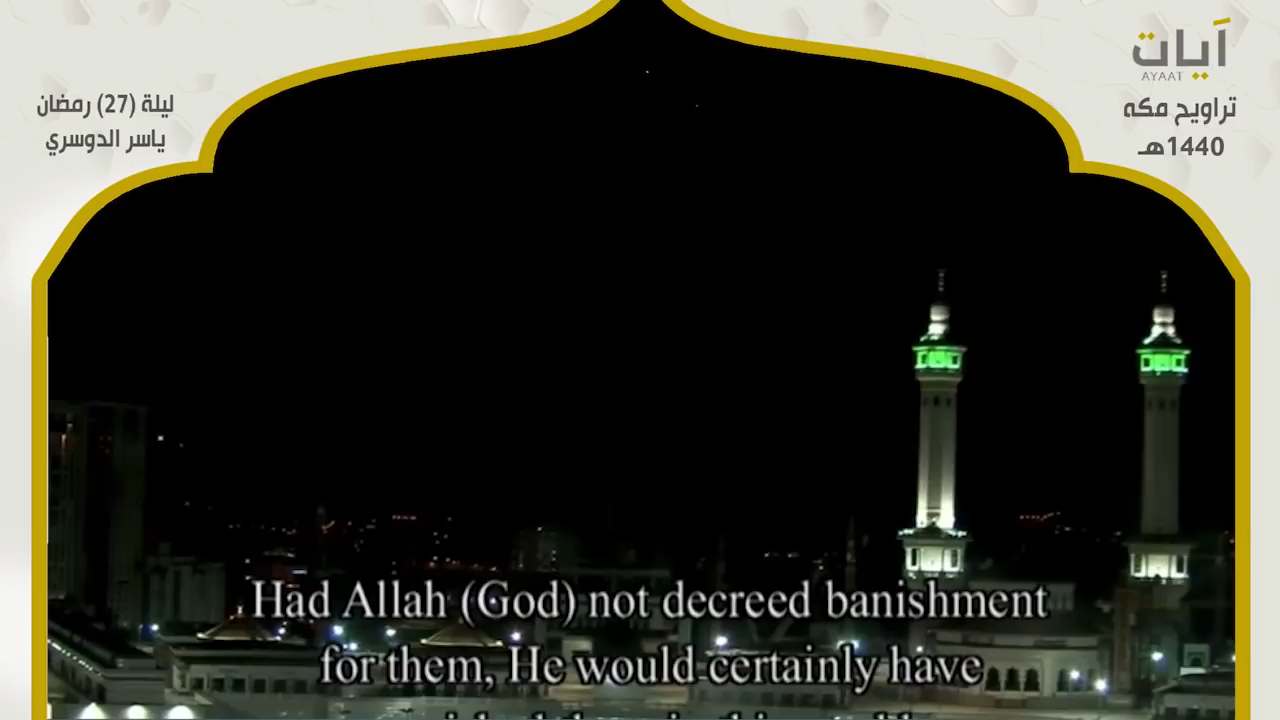 آيات
AYAAT
تراويح مكه
1440هـ
ليلة (27) رمضان
ياسر الدوسري
Had Allah (God) not decreed banishment
for them, He would certainly have